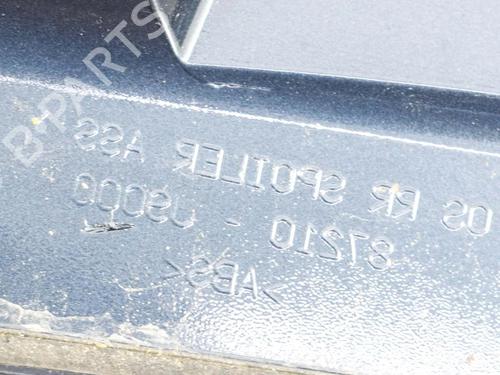 B-PARTS
OS RR SPOILER ASS
87210 - J9000
>ABS<